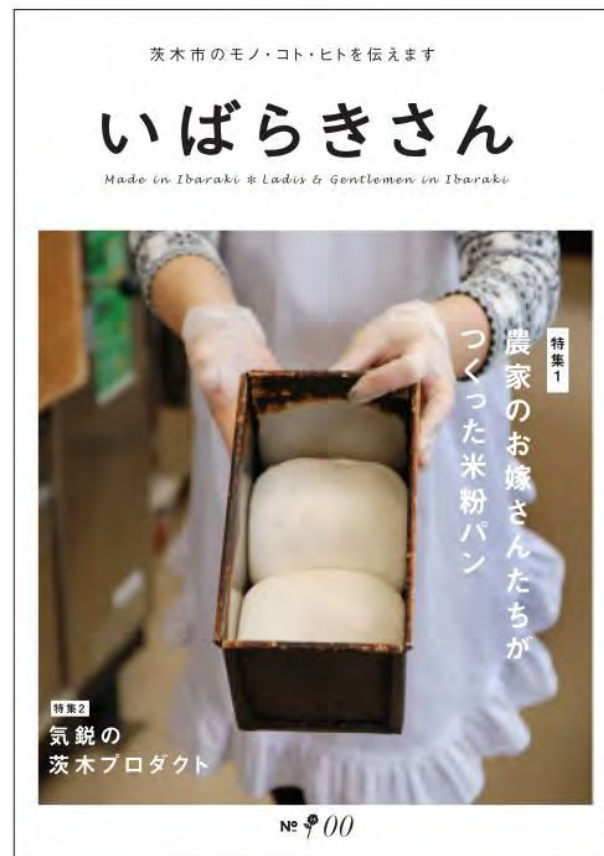 茨木市のモノ・コト・ヒトを伝えます
いばらきさん
Made in Ibaraki * Ladis & Gentlemen in Ibaraki
特集1
農家のお嫁さんたちが
つくった米粉パン
特集2
気鋭の
茨木プロダクト
№ 00